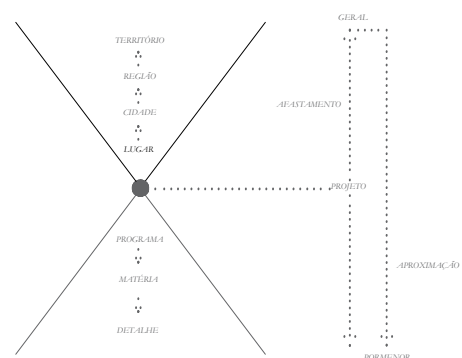 GERAL
TERRITÓRIO
REGIÃO
AFASTAMENTO
CIDADE
LUGAR
PROJETO
PROGRAMA
APROXIMAÇÃO
MATÉRIA
DETALHE
PORMENOR